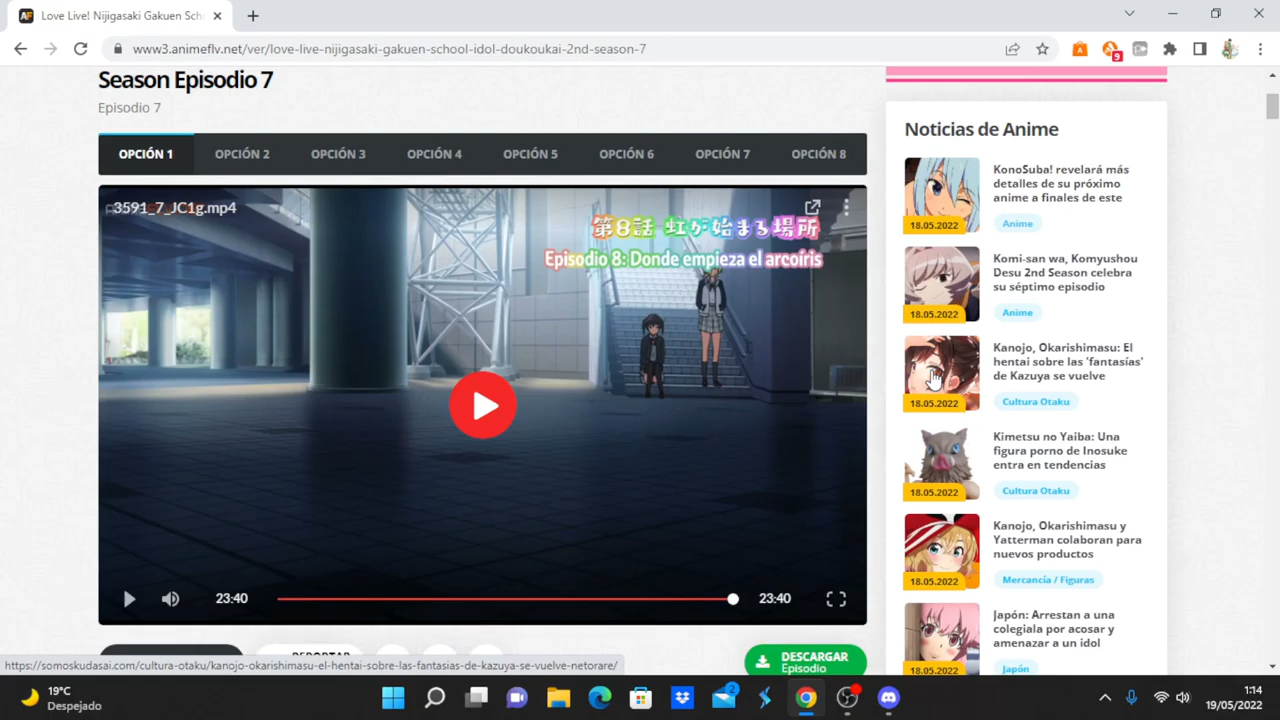 Love Live! Nijigasaki Gakuen Sch
www3.animeflv.net/ver/love-live-nijigasaki-gakuen-school-idol-doukoukai-2nd-season-7
9
Season Episodio 7
Episodio 7
OPCIÓN 1
OPCIÓN 2
OPCIÓN 3
OPCIÓN 4
OPCIÓN 5
OPCIÓN 6
OPCIÓN 7
OPCIÓN 8
3591_7_JC1g.mp4
第8話 虹が始まる場所
Episodio 8: Donde empieza el arcoíris
23:40
23:40
REPORTAR
DESCARGAR
Episodio
Noticias de Anime
KonoSuba! revelará más
detalles de su próximo
anime a finales de este
18.05.2022
Anime
Komi-san wa, Komyushou
Desu 2nd Season celebra
su séptimo episodio
18.05.2022
Anime
Kanojo, Okarishimasu: El
hentai sobre las 'fantasías'
de Kazuya se vuelve
18.05.2022
Cultura Otaku
Kimetsu no Yaiba: Una
figura porno de Inosuke
entra en tendencias
18.05.2022
Cultura Otaku
Kanojo, Okarishimasu y
Yatterman colaboran para
nuevos productos
18.05.2022
Mercancía / Figuras
Japón: Arrestan a una
colegiala por acosar y
amenazar a un idol
18.05.2022
Japón
https://somoskudasai.com/cultura-otaku/kanojo-okarishimasu-el-hentai-sobre-las-fantasias-de-kazuya-se-vuelve-netorare/
19°C
Despejado
2
1:14
19/05/2022